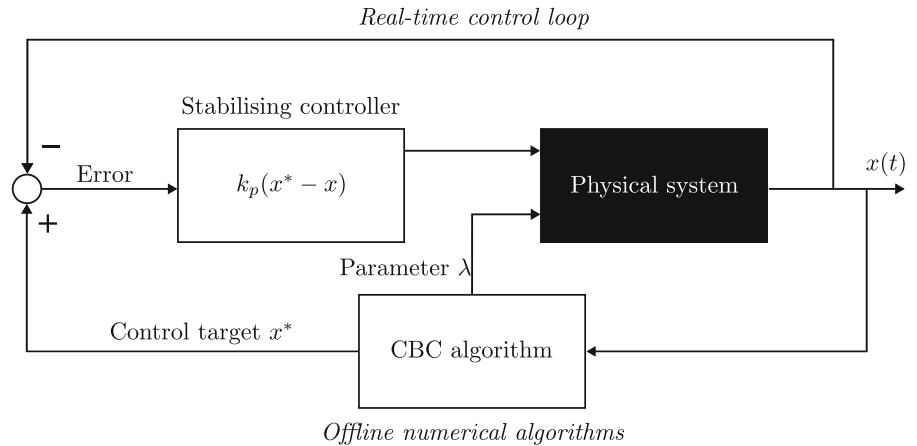 Real-time control loop
Stabilising controller
−
Error
k_p(x* − x)
Physical system
x(t)
+
Parameter λ
Control target x*
CBC algorithm
Offline numerical algorithms